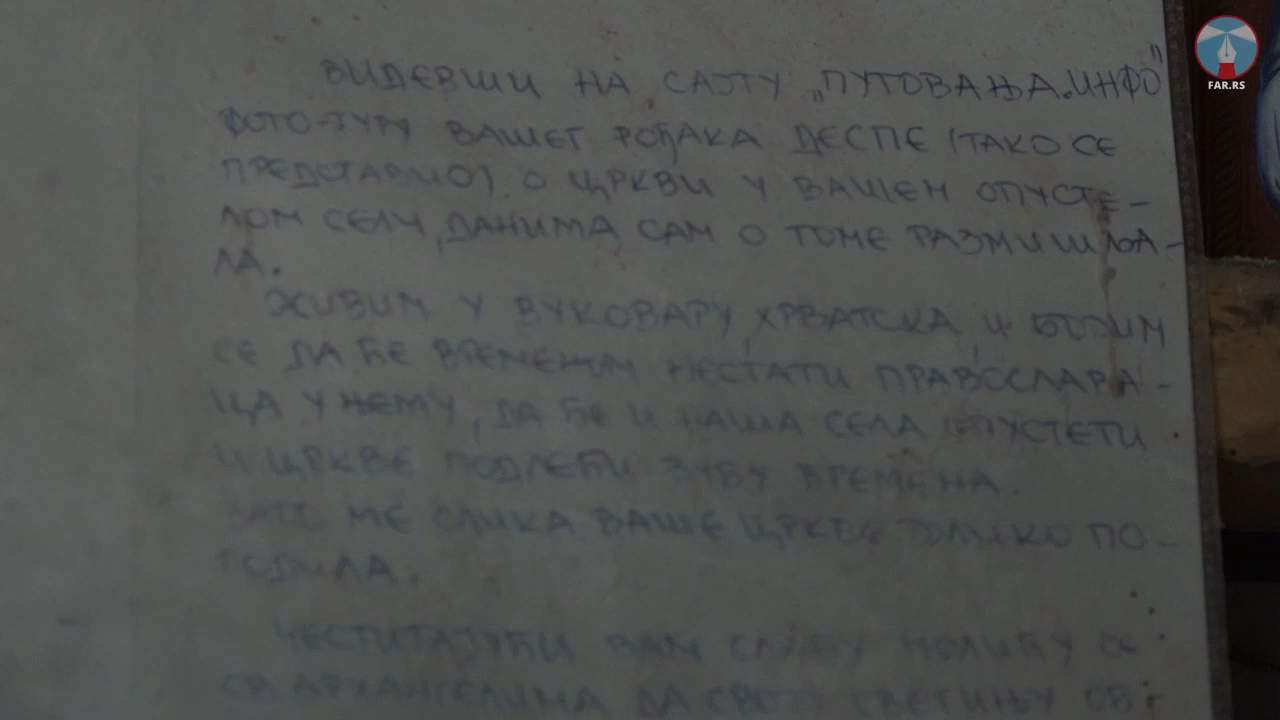 FAR.RS
ВИДЕВШИ НА САЈТУ „ПУТОВАЊА.ИНФО"
ФОТО-ТУРУ ВАШЕГ РОЂАКА ДЕСПЕ (ТАКО СЕ
ПРЕДСТАВИО) О ЦРКВИ У ВАШЕМ ОПУСТЕ-
ЛОМ СЕЛУ, ДАНИМА САМ О ТОМЕ РАЗМИШЉА-
ЛА.
ЖИВИМ У ВУКОВАРУ, ХРВАТСКА, И БОЈИМ
СЕ ДА ЋЕ ВРЕМЕНОМ НЕСТАТИ ПРАВОСЛАВА-
ЦА У ЊЕМУ, ДА ЋЕ И НАША СЕЛА ОПУСТЕТИ
И ЦРКВЕ ПОДЛЕЋИ ЗУБУ ВРЕМЕНА.
ЗАТО МЕ СЛИКА ВАШЕ ЦРКВЕ ТОЛИКО ПО-
ГОДИЛА.
ЧЕСТИТАЈУЋИ ВАМ СЛАВУ МОЛИЋУ СЕ
СВ АРХАНГЕЛИМА ДА СВОЈУ СВЕТИЊУ